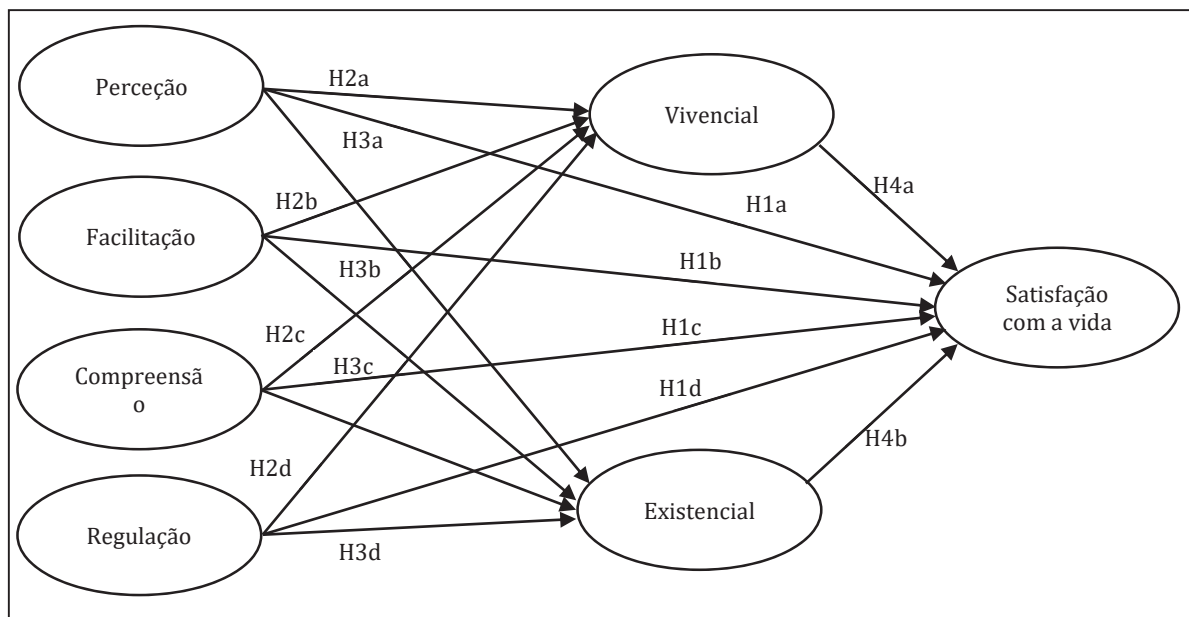 Perceção
H2a
Vivencial
H3a
H4a
Facilitação
H2b
H1a
H3b
H1b
Satisfação
com a vida
H2c
H1c
Compreensã
o
H3c
H1d
H4b
H2d
Existencial
Regulação
H3d